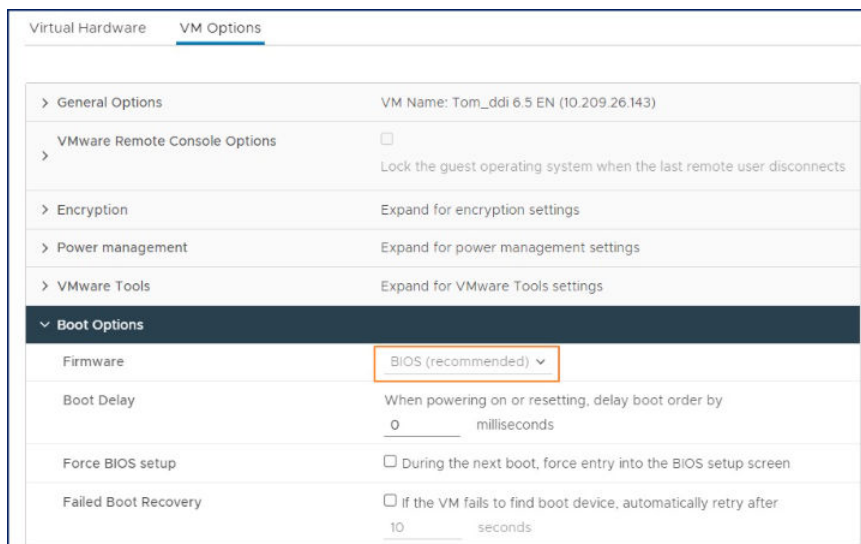 Virtual Hardware VM Options
General Options VM Name: Tom_ddi 6.5 EN (10.209.26.143)
VMware Remote Console Options
Lock the guest operating system when the last remote user disconnects
Encryption Expand for encryption settings
Power management Expand for power management settings
VMware Tools Expand for VMware Tools settings
Boot Options
Firmware BIOS (recommended)
Boot Delay When powering on or resetting, delay boot order by
0 milliseconds
Force BIOS setup During the next boot, force entry into the BIOS setup screen
Failed Boot Recovery If the VM fails to find boot device, automatically retry after
10 seconds